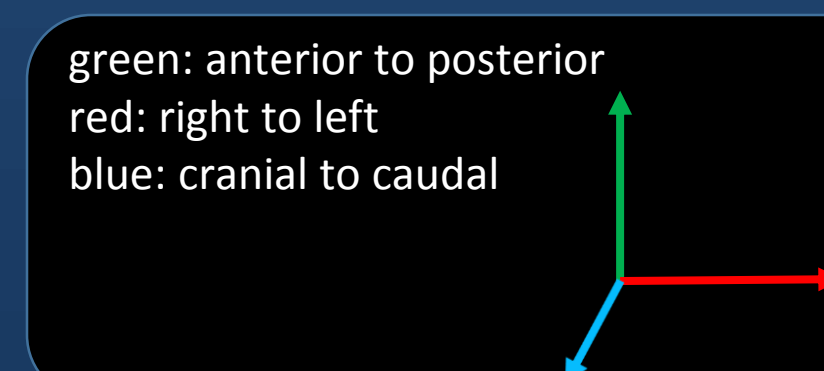 green: anterior to posterior
red: right to left
blue: cranial to caudal